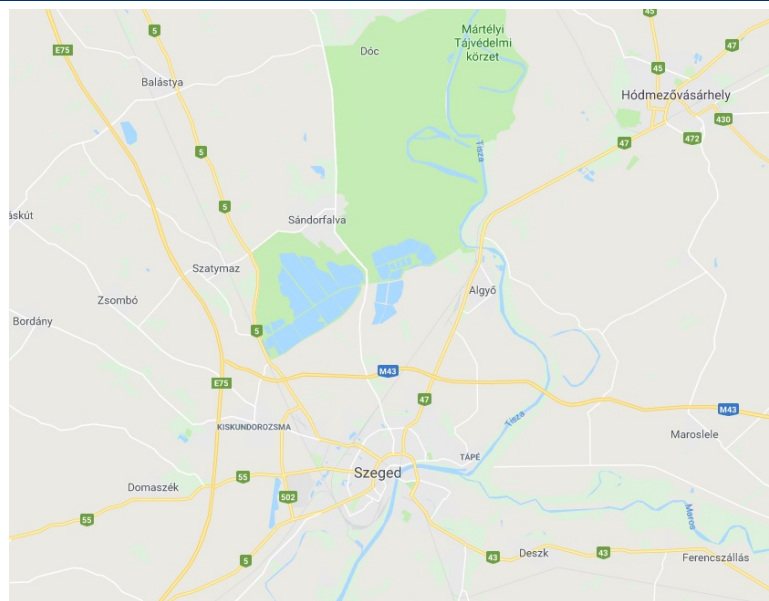 45
Mártélyi
Tájvédelmi
körzet
5
47
E75
Dóc
45
Balástya
Hódmezővásárhely
430
472
47
5
Tisza
5
áskút
Sándorfalva
Szatymaz
Algyő
Zsombó
Bordány
5
M43
E75
47
M43
Tisza
KISKUNDOROZSMA
Maroslele
TÁPÉ
Szeged
55
Domaszék
502
Maros
55
5
43
Deszk
43
Ferencszállás